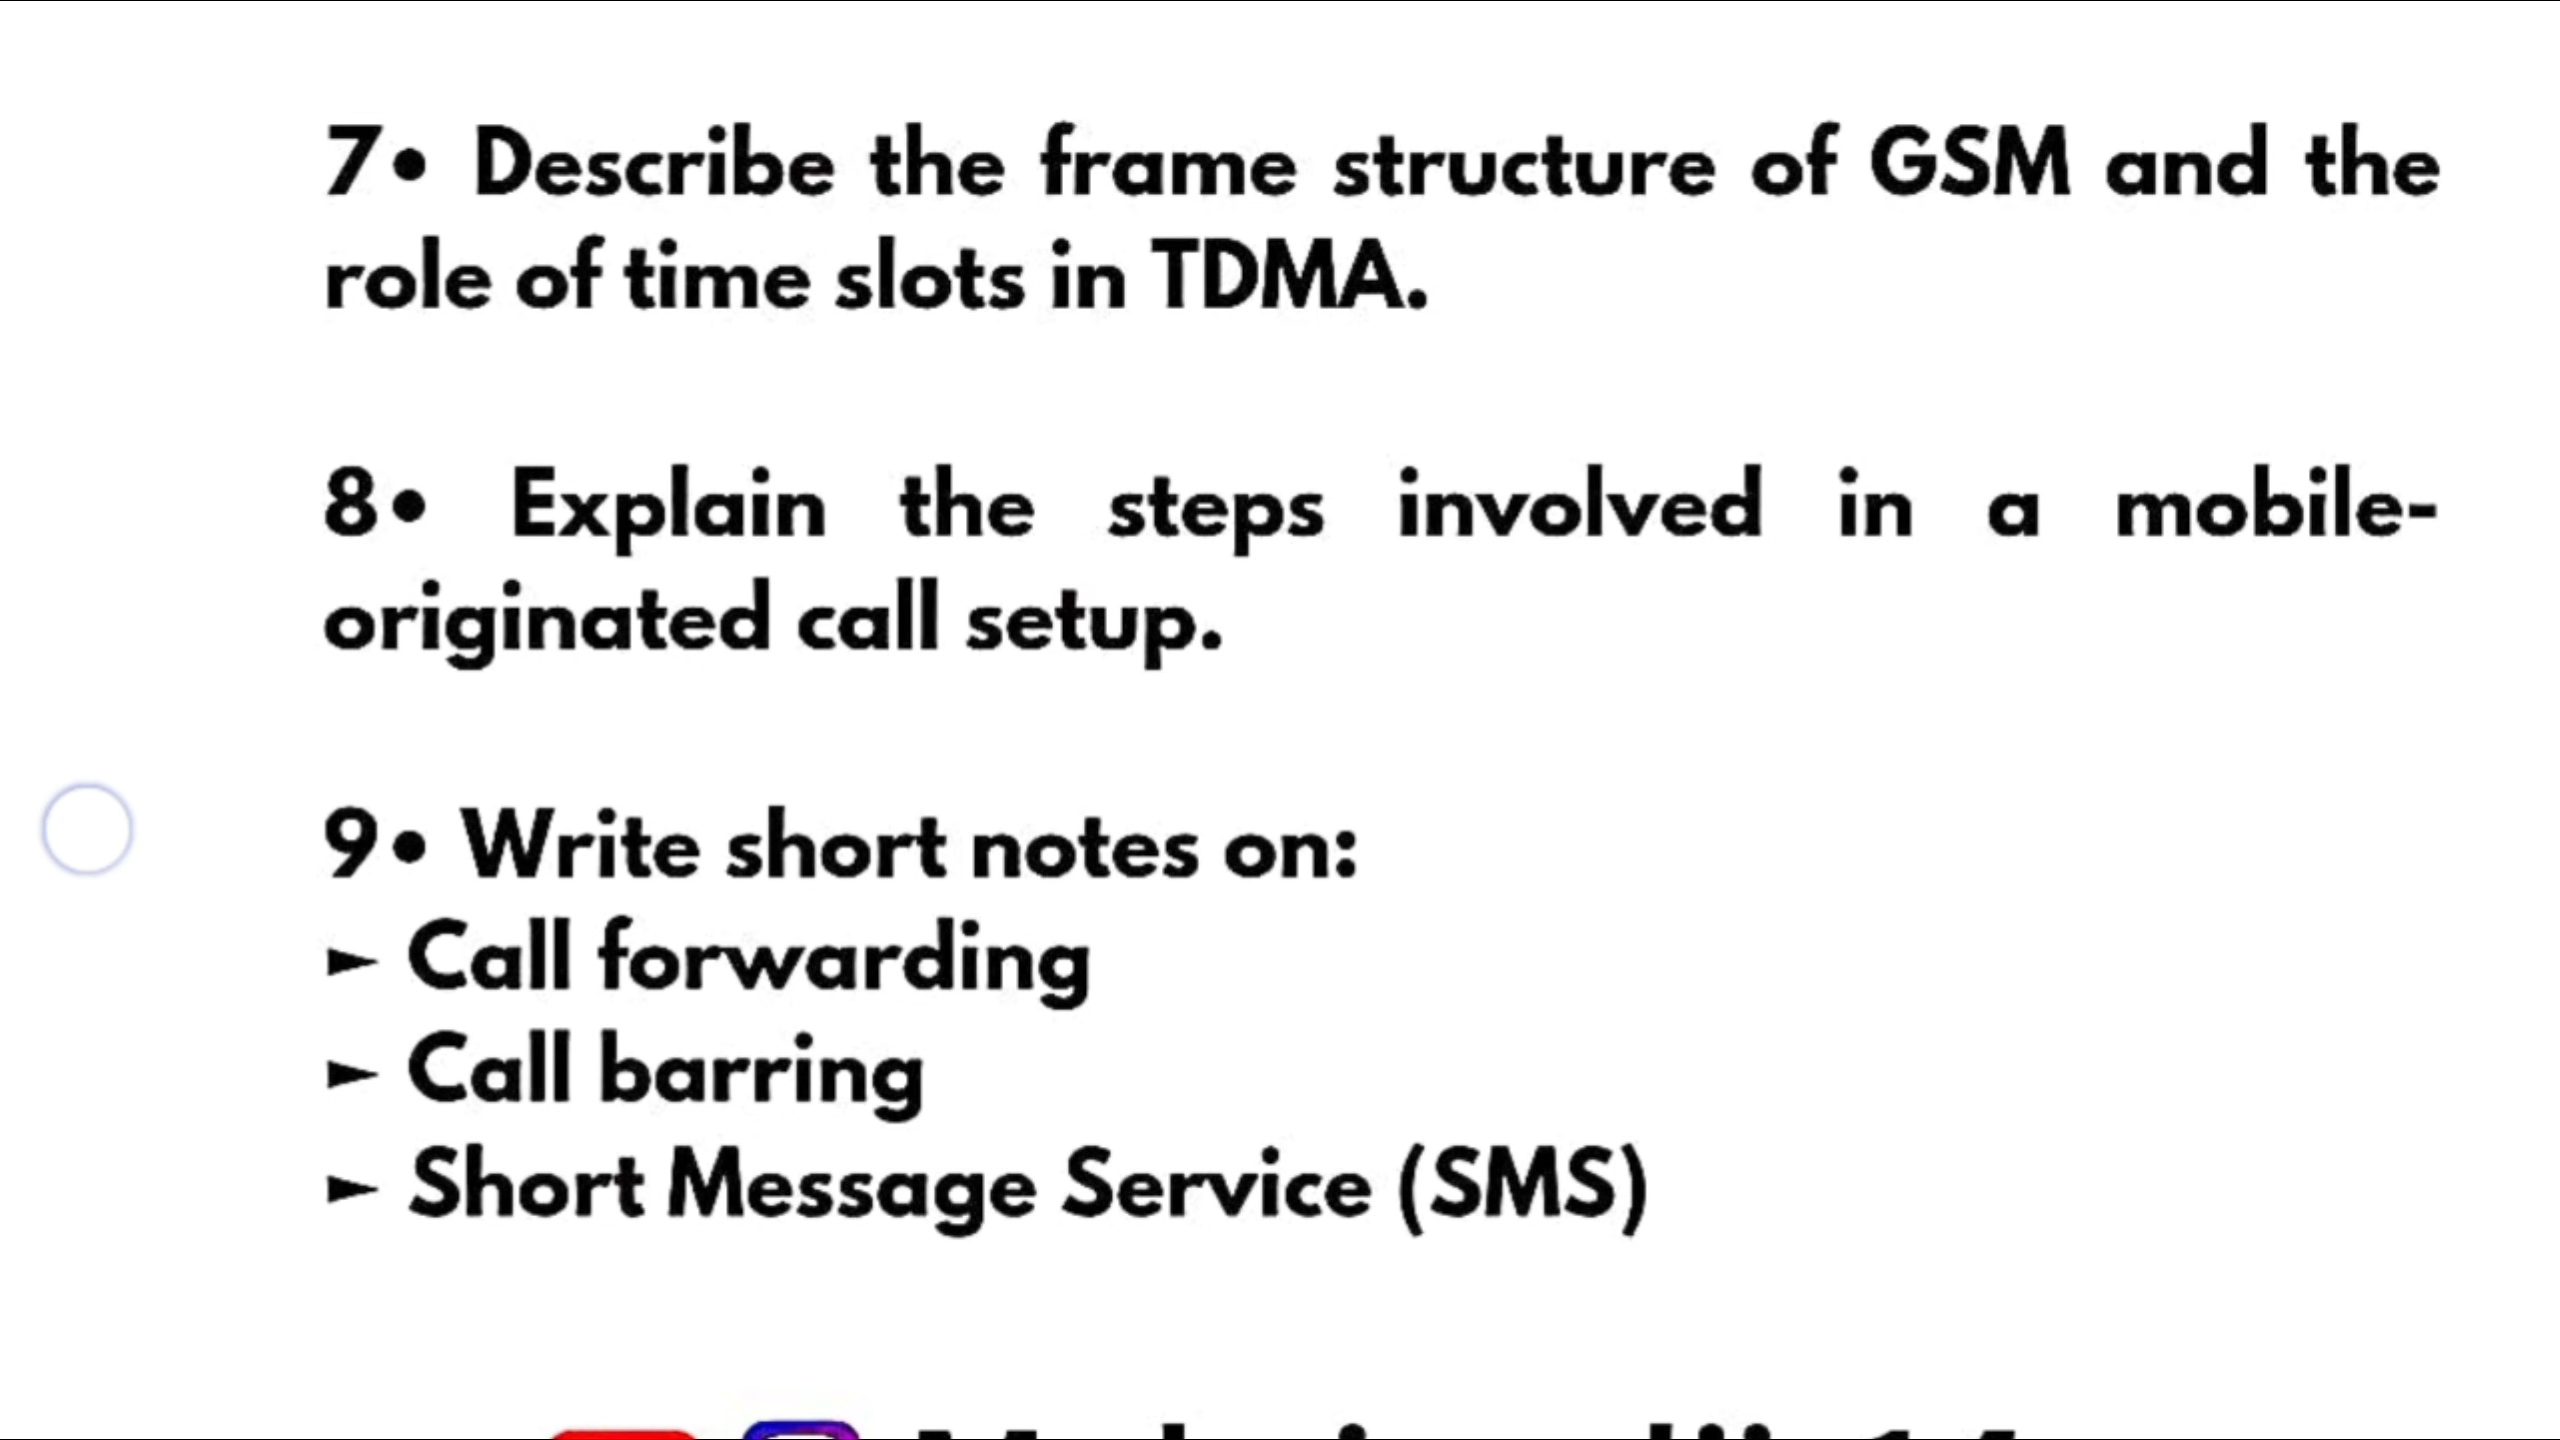 7• Describe the frame structure of GSM and the
role of time slots in TDMA.
8• Explain the steps involved in a mobile-
originated call setup.
9• Write short notes on:
► Call forwarding
► Call barring
► Short Message Service (SMS)